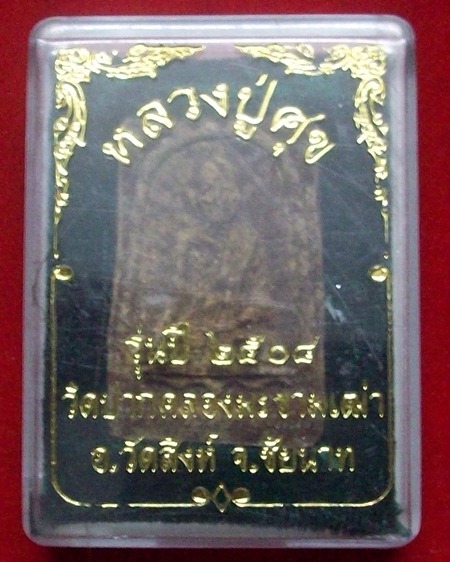 หลวงปู่ศุข
รุ่นปี ๒๕๐๘
วัดปากคลองมะขามเฒ่า
อ.วัดสิงห์ จ.ชัยนาท